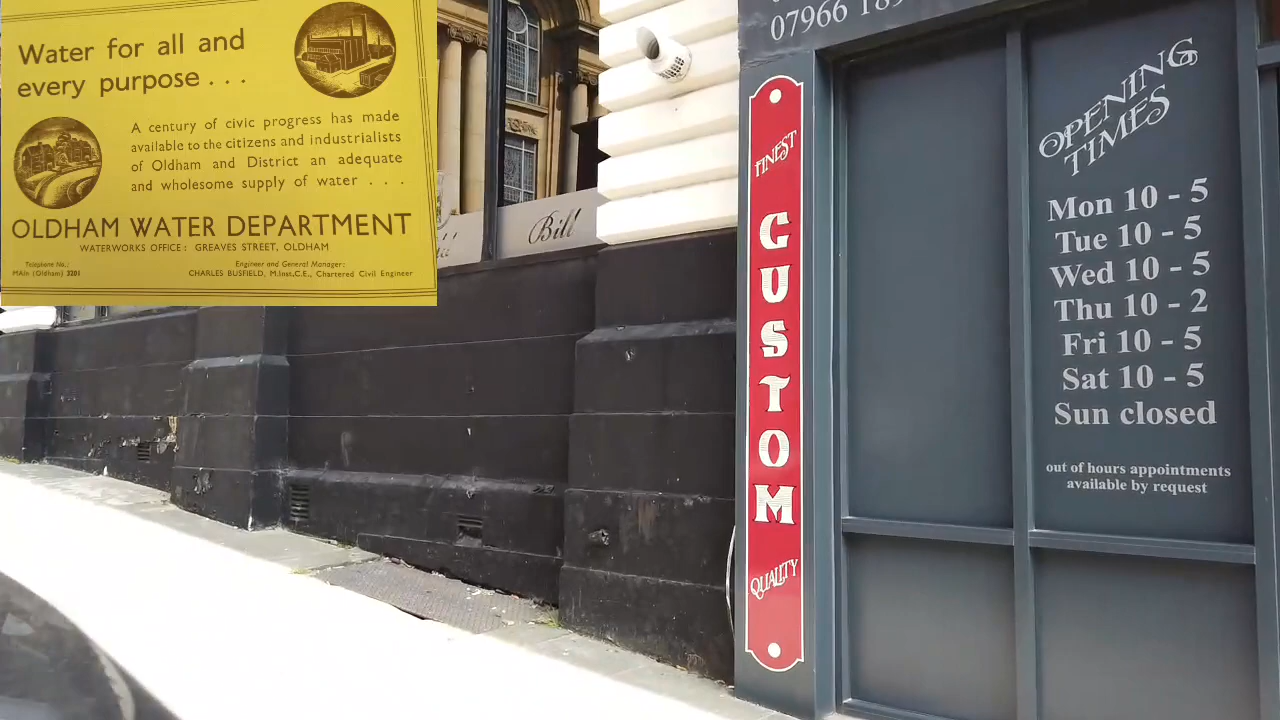 Water for all and
every purpose . . .
A century of civic progress has made
available to the citizens and industrialists
of Oldham and District an adequate
and wholesome supply of water . . .
OLDHAM WATER DEPARTMENT
WATERWORKS OFFICE: GREAVES STREET, OLDHAM
Telephone No.:
MAin (Oldham) 3201
Engineer and General Manager:
CHARLES BUSFIELD, M.Inst.C.E., Chartered Civil Engineer
Bill
07966
FINEST
CUSTOM
QUALITY
OPENING
TIMES
Mon 10 - 5
Tue 10 - 5
Wed 10 - 5
Thu 10 - 2
Fri 10 - 5
Sat 10 - 5
Sun closed
out of hours appointments
available by request